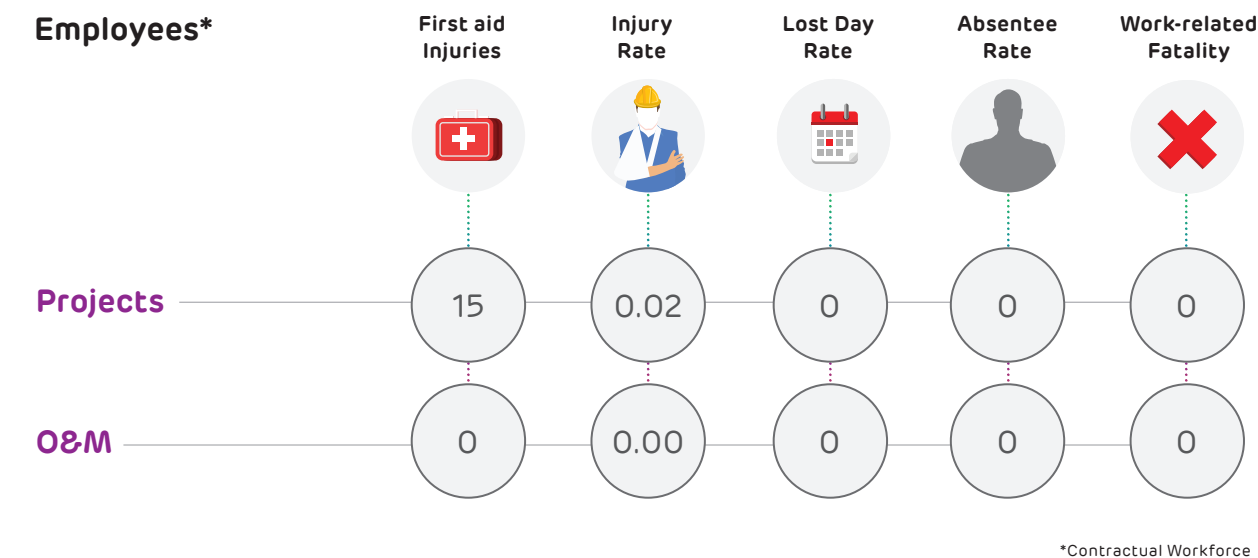 Employees*
First aid
Injuries
Injury
Rate
Lost Day
Rate
Absentee
Rate
Work-related
Fatality
Projects
15
0.02
0
0
0
O&M
0
0.00
0
0
0
*Contractual Workforce